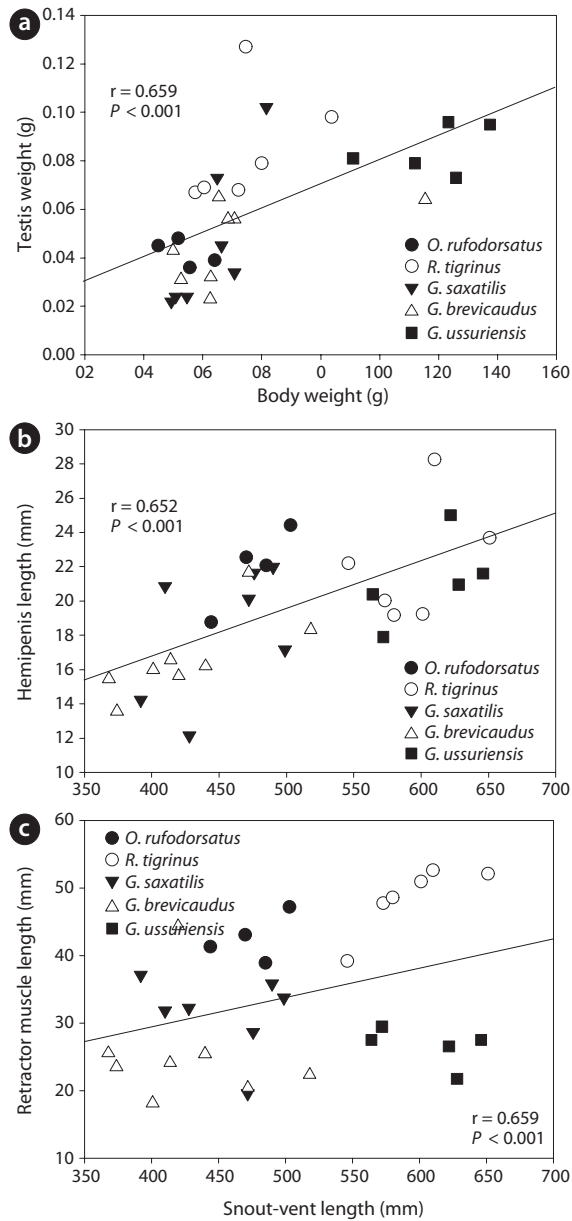 a
0.14
0.12
0.10
0.08
0.06
0.04
0.02
0.00
Testis weight (g)
r = 0.659
P < 0.001
O. rufodorsatus
R. tigrinus
G. saxatilis
G. brevicaudus
G. ussuriensis
02 04 06 08 0 100 120 140 160
Body weight (g)
b
30
28
26
24
22
20
18
16
14
12
10
Hemipenis length (mm)
r = 0.652
P < 0.001
O. rufodorsatus
R. tigrinus
G. saxatilis
G. brevicaudus
G. ussuriensis
350 400 450 500 550 600 650 700
c
60
50
40
30
20
10
Retractor muscle length (mm)
O. rufodorsatus
R. tigrinus
G. saxatilis
G. brevicaudus
G. ussuriensis
r = 0.659
P < 0.001
350 400 450 500 550 600 650 700
Snout-vent length (mm)